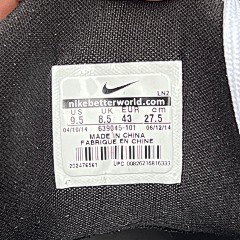 LN2
nikebetterworld.com
US UK EUR cm
9.5 8.5 43 27.5
04/10/14 639045-101 06/12/14
MADE IN CHINA
FABRIQUE EN CHINE
UPC